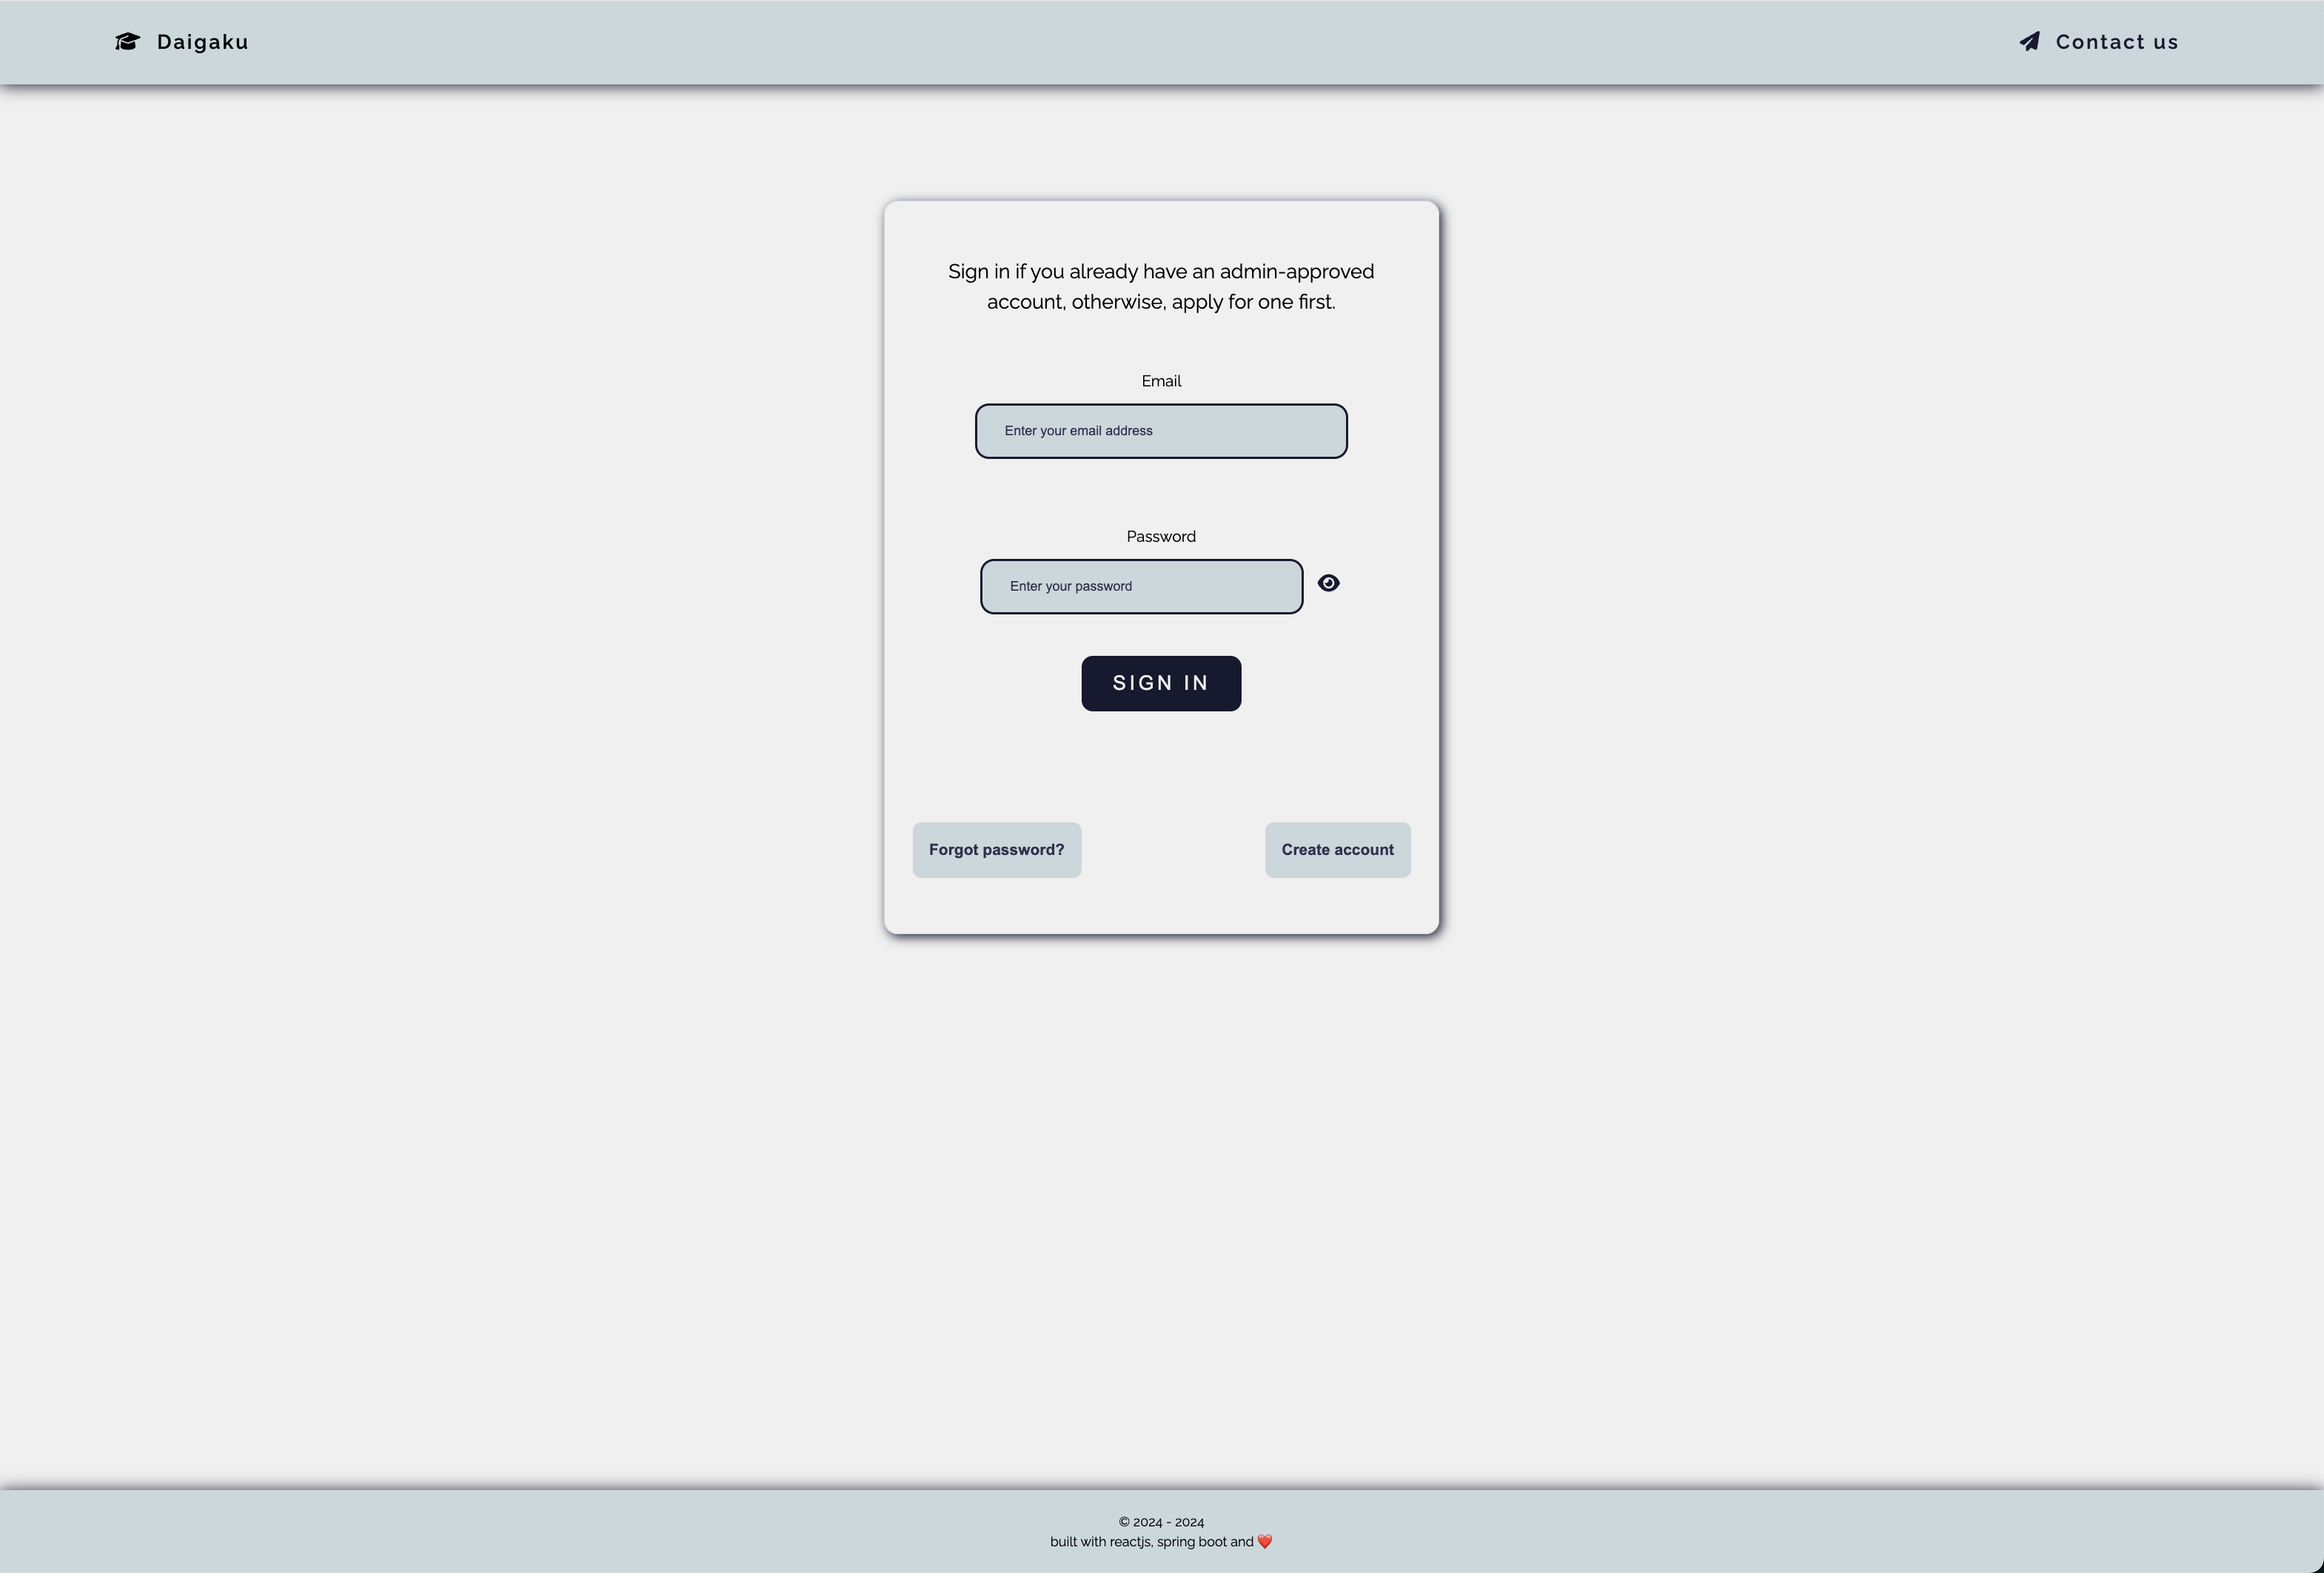 Daigaku
Contact us
Sign in if you already have an admin-approved
account, otherwise, apply for one first.
Email
Enter your email address
Password
Enter your password
SIGN IN
Forgot password?
Create account
© 2024 - 2024
built with reactjs, spring boot and ❤️